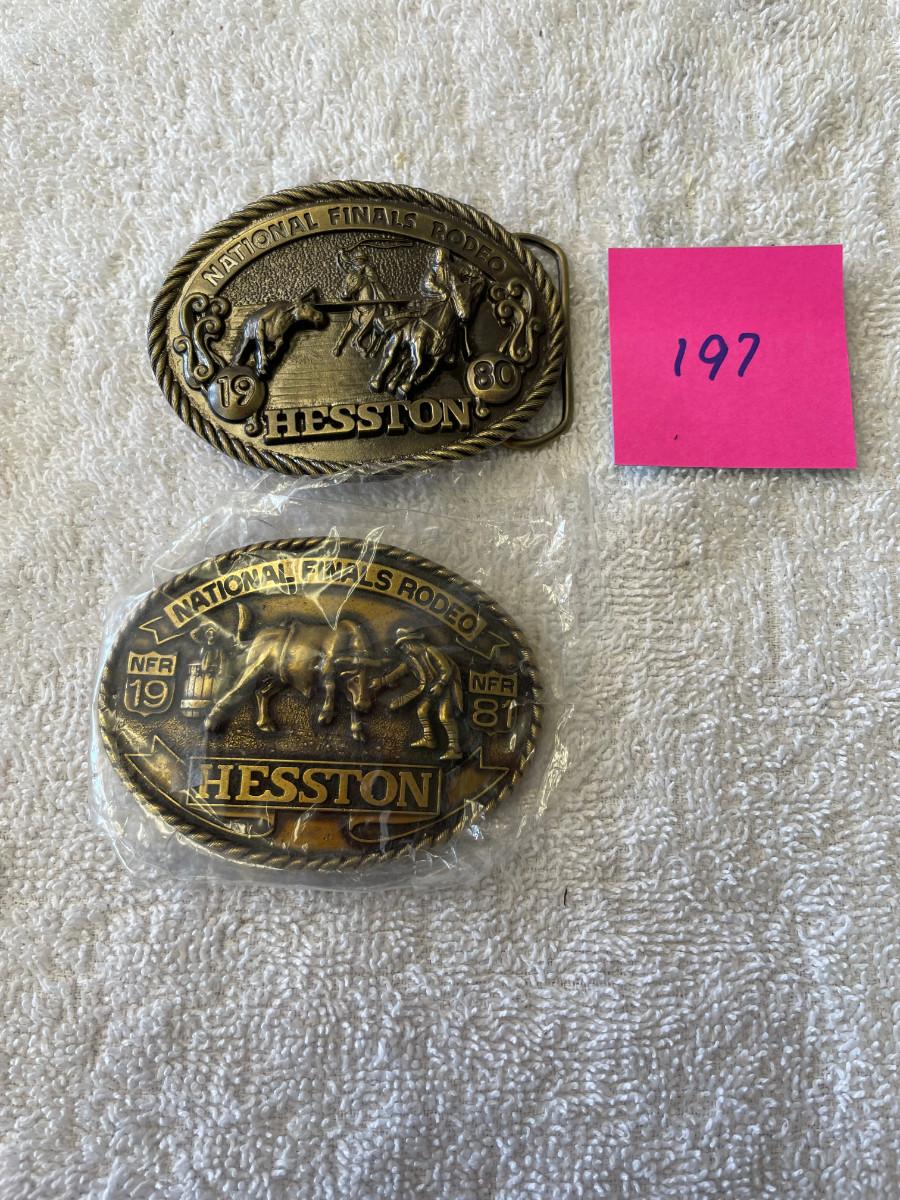 NATIONAL FINALS RODEO
19 80
HESSTON
197
NATIONAL FINALS RODEO
NFR NFR
19 81
HESSTON